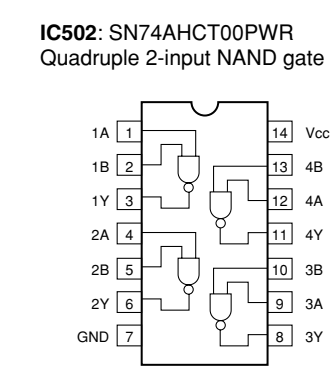 IC502: SN74AHCT00PWR
Quadruple 2-input NAND gate
1A 1 14 Vcc
1B 2 13 4B
1Y 3 12 4A
2A 4 11 4Y
2B 5 10 3B
2Y 6 9 3A
GND 7 8 3Y